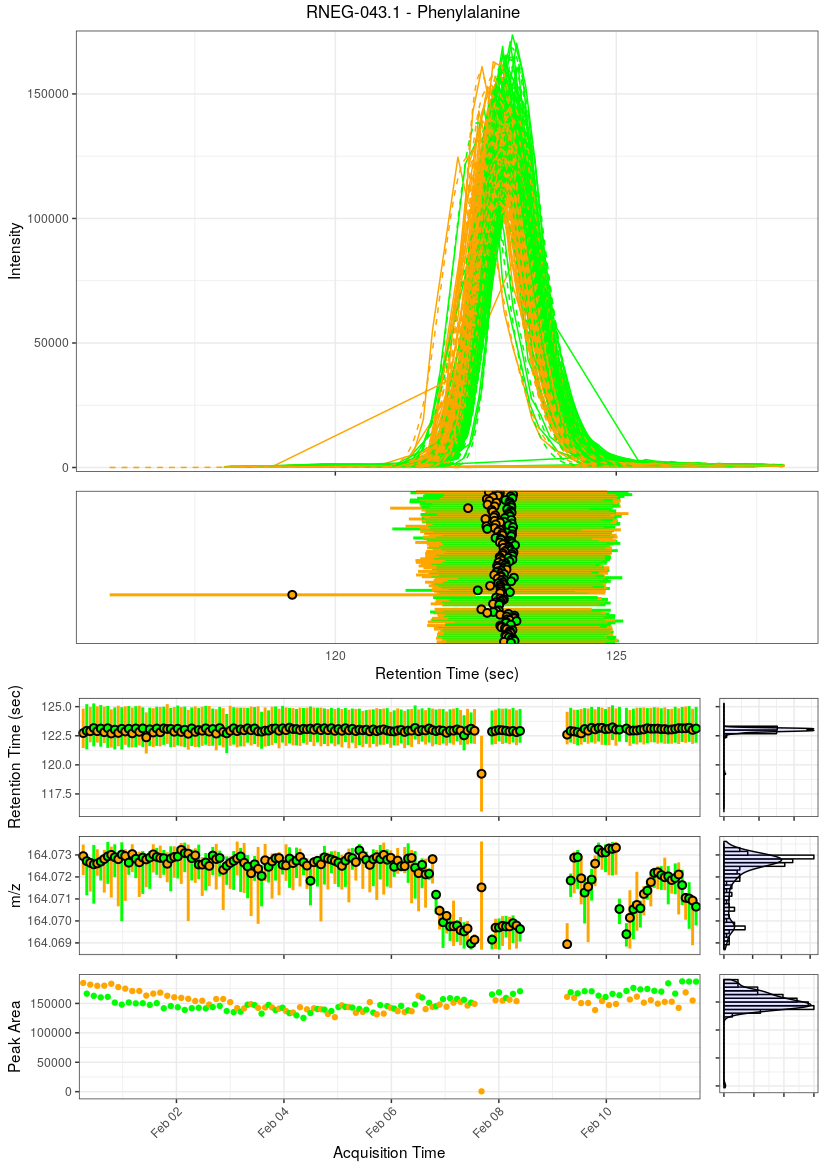 RNEG-043.1 - Phenylalanine
150000
100000
50000
0
Intensity
120
125
Retention Time (sec)
125.0
122.5
120.0
117.5
Retention Time (sec)
164.073
164.072
164.071
164.070
164.069
m/z
150000
100000
50000
0
Peak Area
Feb 02
Feb 04
Feb 06
Feb 08
Feb 10
Acquisition Time